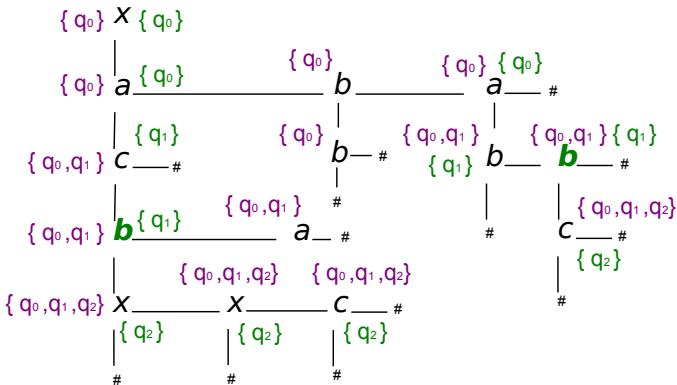 { q₀} x { q₀}
{ q₀} a { q₀} { q₀} b { q₀} a { q₀} #
{ q₀,q₁ } c { q₁} # { q₀} b # { q₀,q₁ } { q₁} b { q₀,q₁ } b { q₁} #
#
{ q₀,q₁ } b { q₁} { q₀,q₁ } a # # { q₀,q₁,q₂} c # { q₂}
{ q₀,q₁,q₂} x { q₂} { q₀,q₁,q₂} x { q₂} { q₀,q₁,q₂} c # { q₂} #
# # #